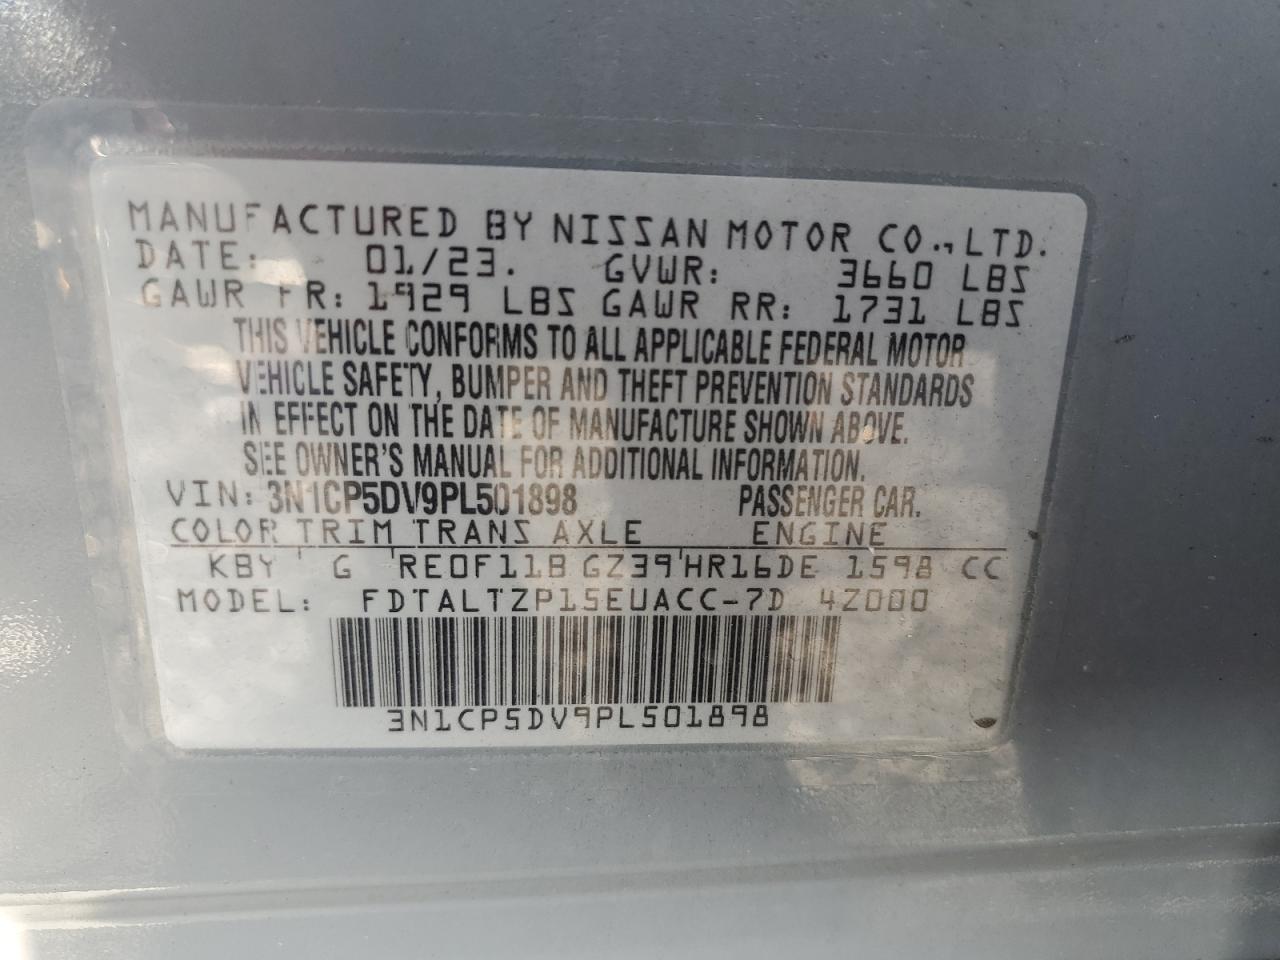 MANUFACTURED BY NISSAN MOTOR CO., LTD.
DATE: 01/23. GVWR: 3660 LBS
GAWR FR: 1929 LBS GAWR RR: 1731 LBS
THIS VEHICLE CONFORMS TO ALL APPLICABLE FEDERAL MOTOR
VEHICLE SAFETY, BUMPER AND THEFT PREVENTION STANDARDS
IN EFFECT ON THE DATE OF MANUFACTURE SHOWN ABOVE.
SEE OWNER'S MANUAL FOR ADDITIONAL INFORMATION.
VIN: 3N1CP5DV9PL501898 PASSENGER CAR.
COLOR TRIM TRANS AXLE ENGINE
KBY G RE0F11B GZ39 HR16DE 1598 CC
MODEL: FDTALTZP15EUACC-7D 4Z000
3N1CP5DV9PL501898